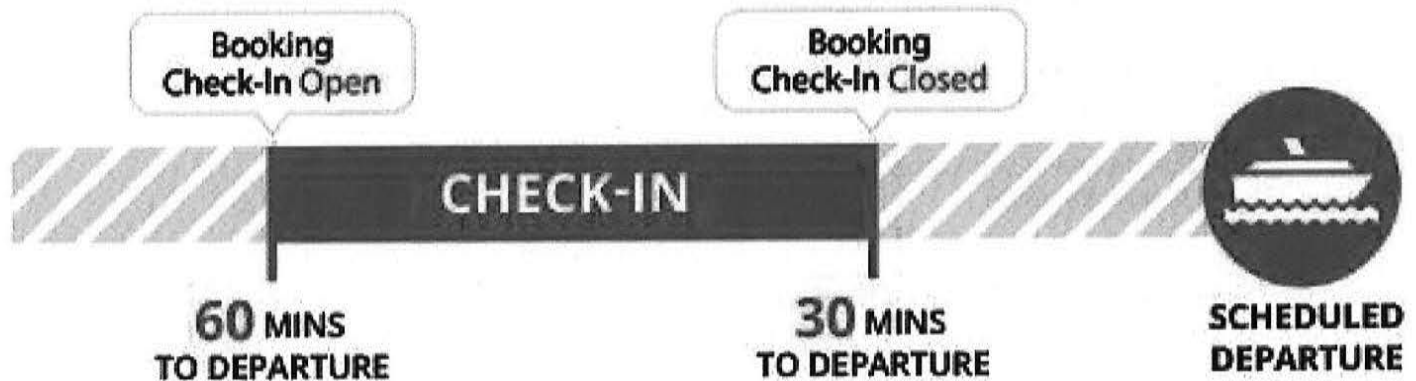 Booking
Check-In Open
Booking
Check-In Closed
CHECK-IN
60 MINS
TO DEPARTURE
30 MINS
TO DEPARTURE
SCHEDULED
DEPARTURE